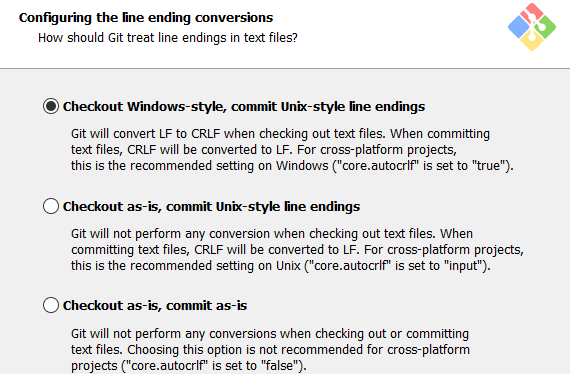 Configuring the line ending conversions
How should Git treat line endings in text files?
Checkout Windows-style, commit Unix-style line endings
Git will convert LF to CRLF when checking out text files. When committing
text files, CRLF will be converted to LF. For cross-platform projects,
this is the recommended setting on Windows ("core.autocrlf" is set to "true").
Checkout as-is, commit Unix-style line endings
Git will not perform any conversion when checking out text files. When
committing text files, CRLF will be converted to LF. For cross-platform projects,
this is the recommended setting on Unix ("core.autocrlf" is set to "input").
Checkout as-is, commit as-is
Git will not perform any conversions when checking out or committing
text files. Choosing this option is not recommended for cross-platform
projects ("core.autocrlf" is set to "false").